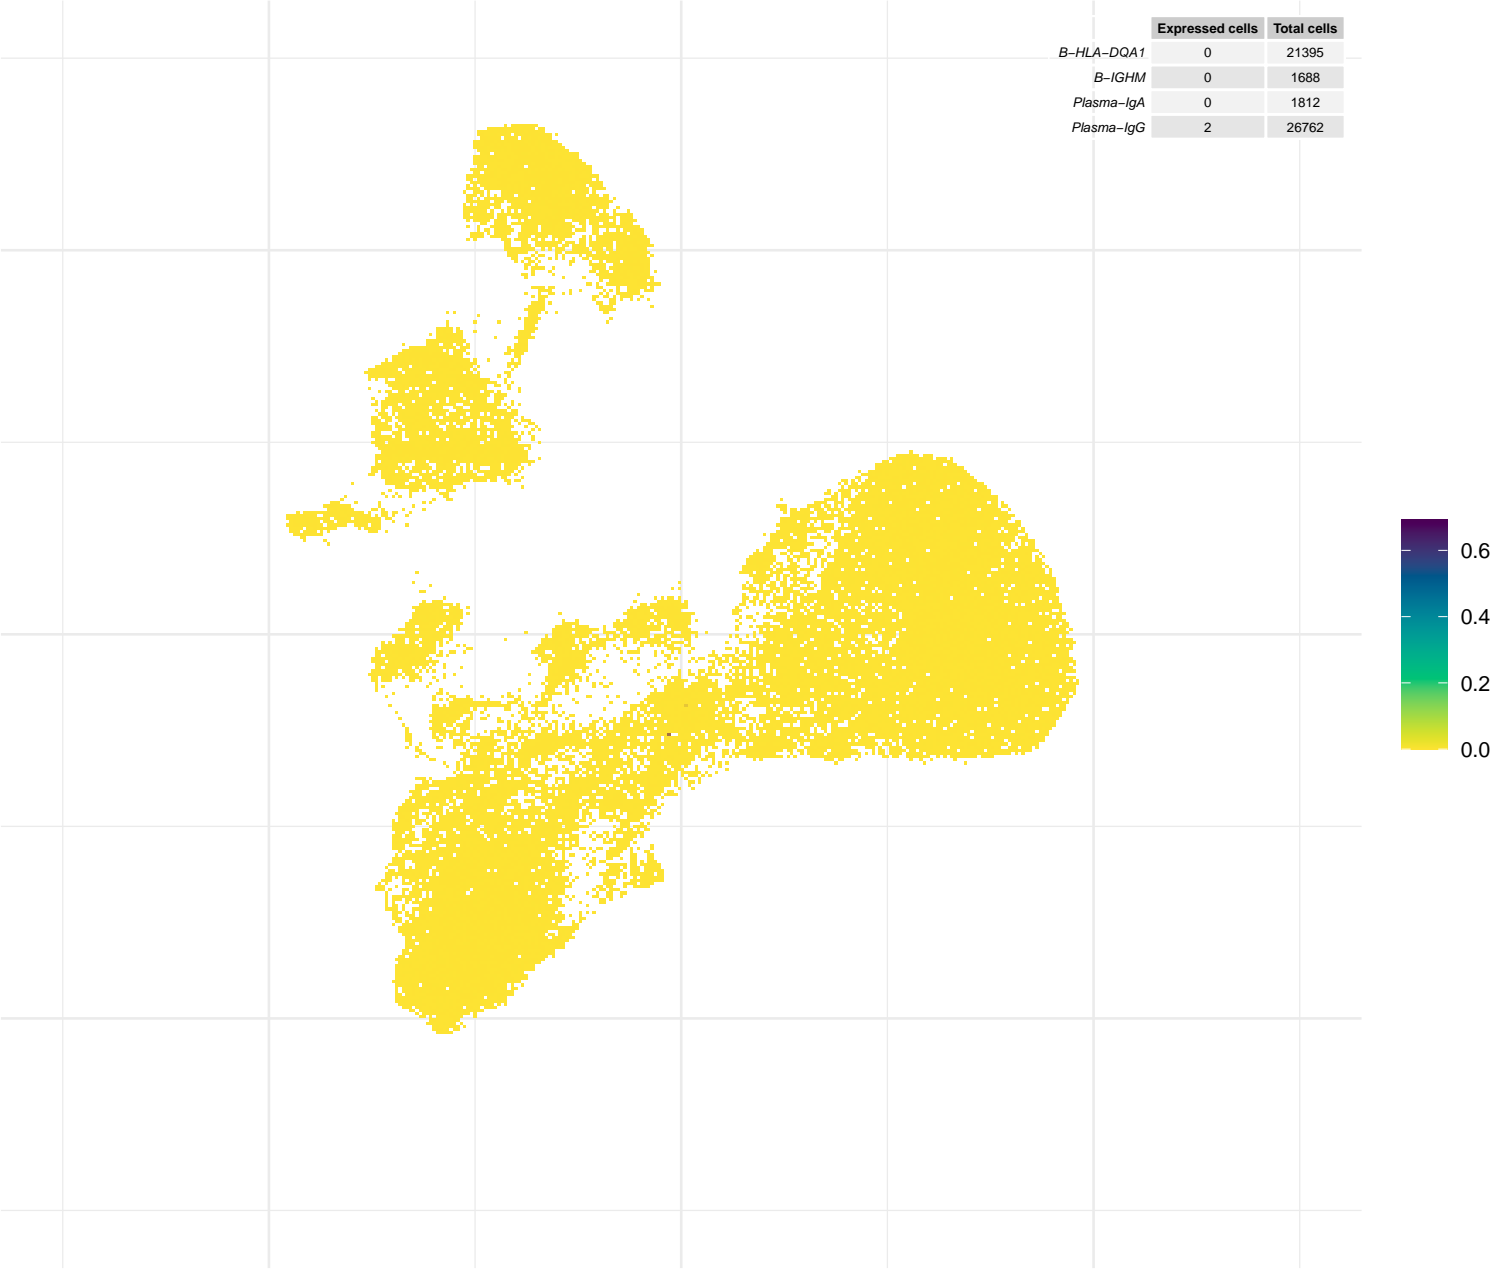 Expressed cells Total cells
B−HLA−DQA1 0 21395
B−IGHM 0 1688
Plasma−IgA 0 1812
Plasma−IgG 2 26762
0.6
0.4
0.2
0.0